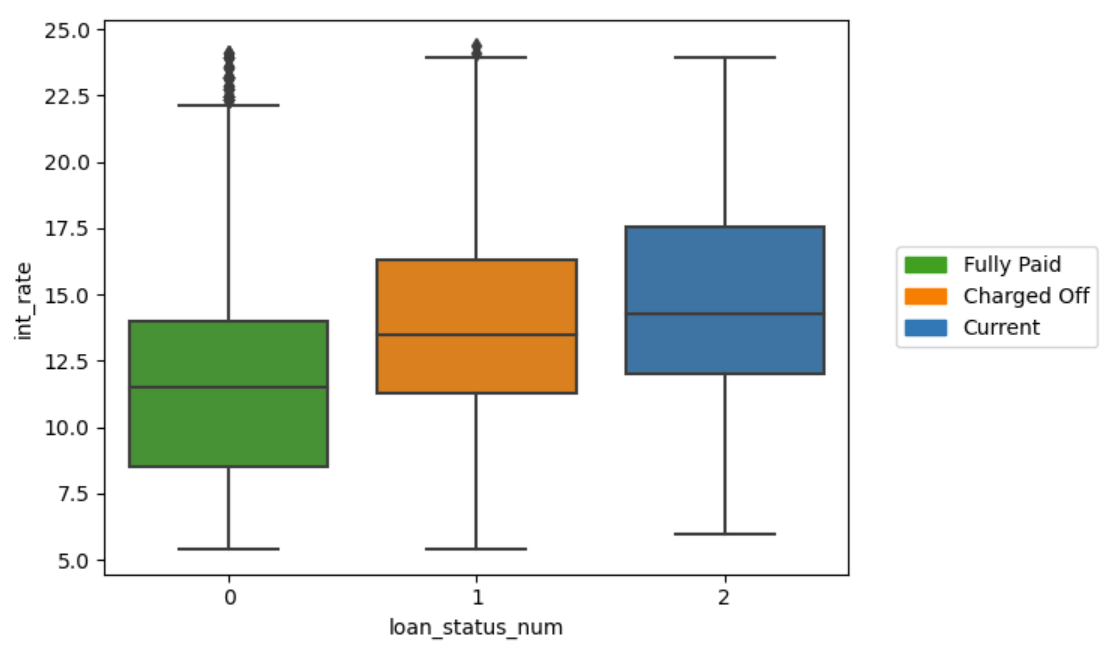 25.0
22.5
20.0
17.5
15.0
12.5
10.0
7.5
5.0
int_rate
0 1 2
loan_status_num
Fully Paid
Charged Off
Current